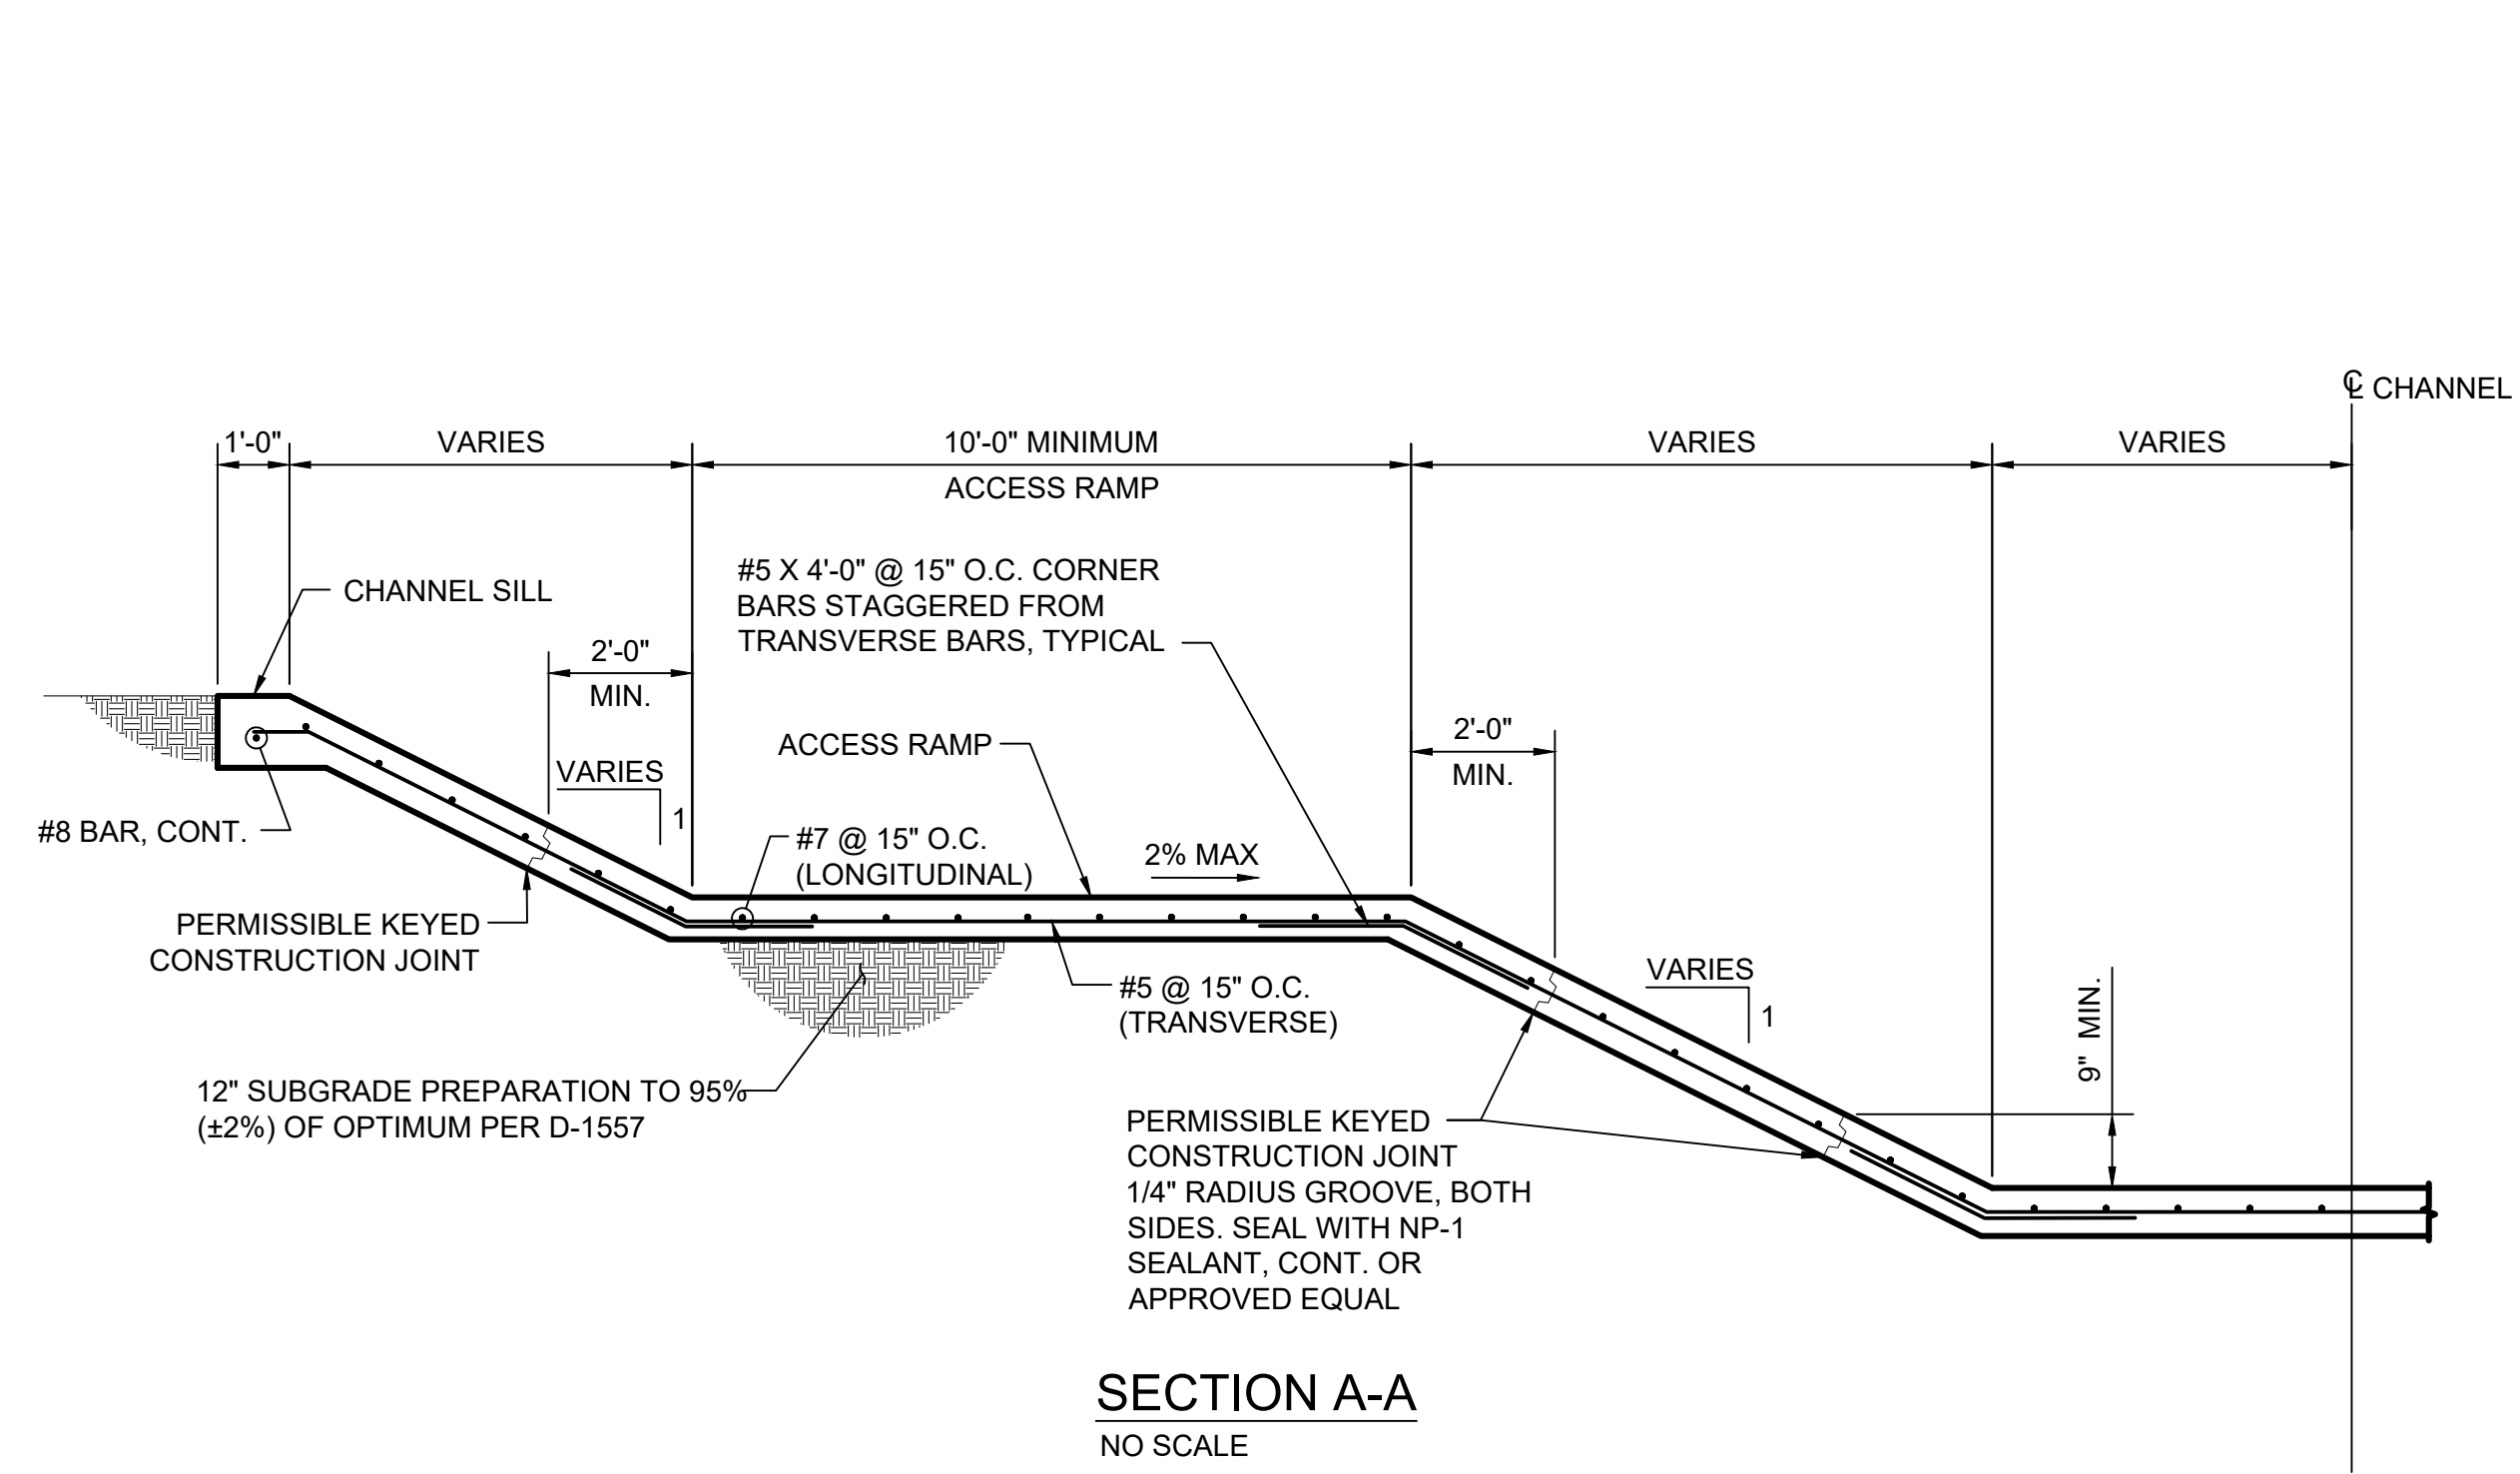 ℄ CHANNEL
1'-0"
VARIES
10'-0" MINIMUM
ACCESS RAMP
VARIES
VARIES
#5 X 4'-0" @ 15" O.C. CORNER
BARS STAGGERED FROM
TRANSVERSE BARS, TYPICAL
CHANNEL SILL
2'-0"
MIN.
2'-0"
MIN.
ACCESS RAMP
VARIES
1
#8 BAR, CONT.
#7 @ 15" O.C.
(LONGITUDINAL)
2% MAX
PERMISSIBLE KEYED
CONSTRUCTION JOINT
#5 @ 15" O.C.
(TRANSVERSE)
VARIES
1
9" MIN.
12" SUBGRADE PREPARATION TO 95%
(±2%) OF OPTIMUM PER D-1557
PERMISSIBLE KEYED
CONSTRUCTION JOINT
1/4" RADIUS GROOVE, BOTH
SIDES. SEAL WITH NP-1
SEALANT, CONT. OR
APPROVED EQUAL
SECTION A-A
NO SCALE